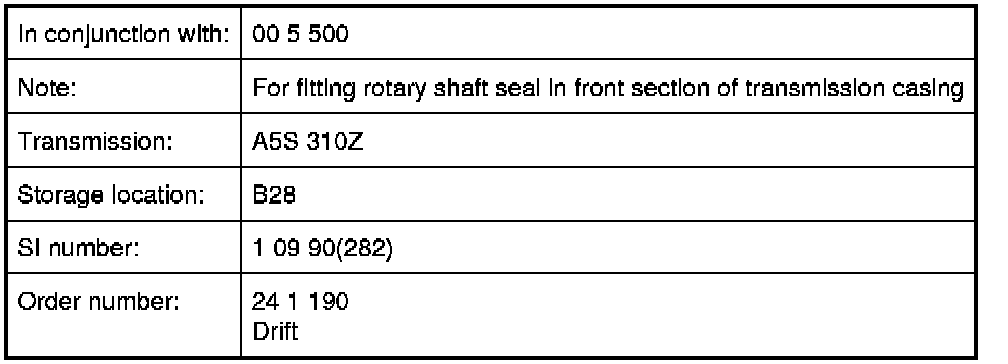 In conjunction with: 00 5 500
Note: For fitting rotary shaft seal in front section of transmission casing
Transmission: A5S 310Z
Storage location: B28
SI number: 1 09 90(282)
Order number: 24 1 190
Drift